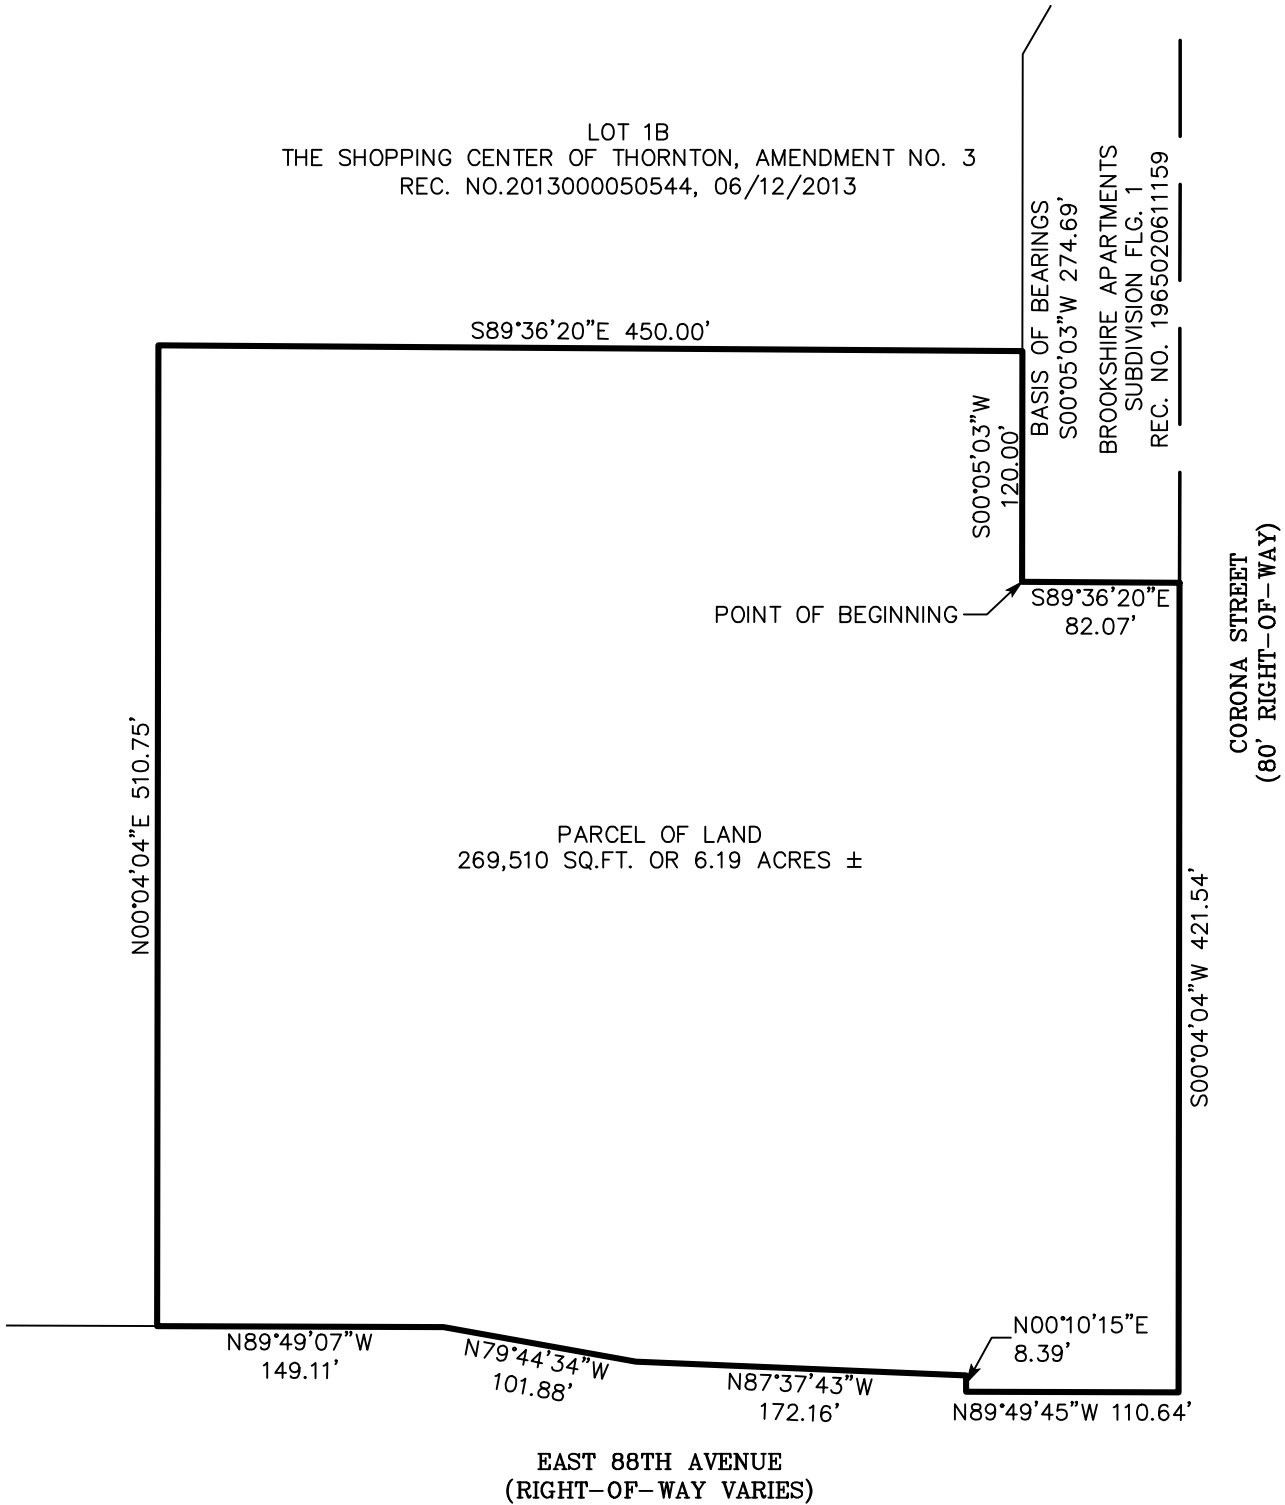 LOT 1B
THE SHOPPING CENTER OF THORNTON, AMENDMENT NO. 3
REC. NO.2013000050544, 06/12/2013
BASIS OF BEARINGS
S00°05'03"W 274.69'
BROOKSHIRE APARTMENTS
SUBDIVISION FLG. 1
REC. NO. 1965020611159
S89°36'20"E 450.00'
S00°05'03"W
120.00'
POINT OF BEGINNING
S89°36'20"E
82.07'
CORONA STREET
(80' RIGHT-OF-WAY)
N00°04'04"E 510.75'
PARCEL OF LAND
269,510 SQ.FT. OR 6.19 ACRES ±
S00°04'04"W 421.54'
N89°49'07"W
149.11'
N79°44'34"W
101.88'
N87°37'43"W
172.16'
N00°10'15"E
8.39'
N89°49'45"W 110.64'
EAST 88TH AVENUE
(RIGHT-OF-WAY VARIES)